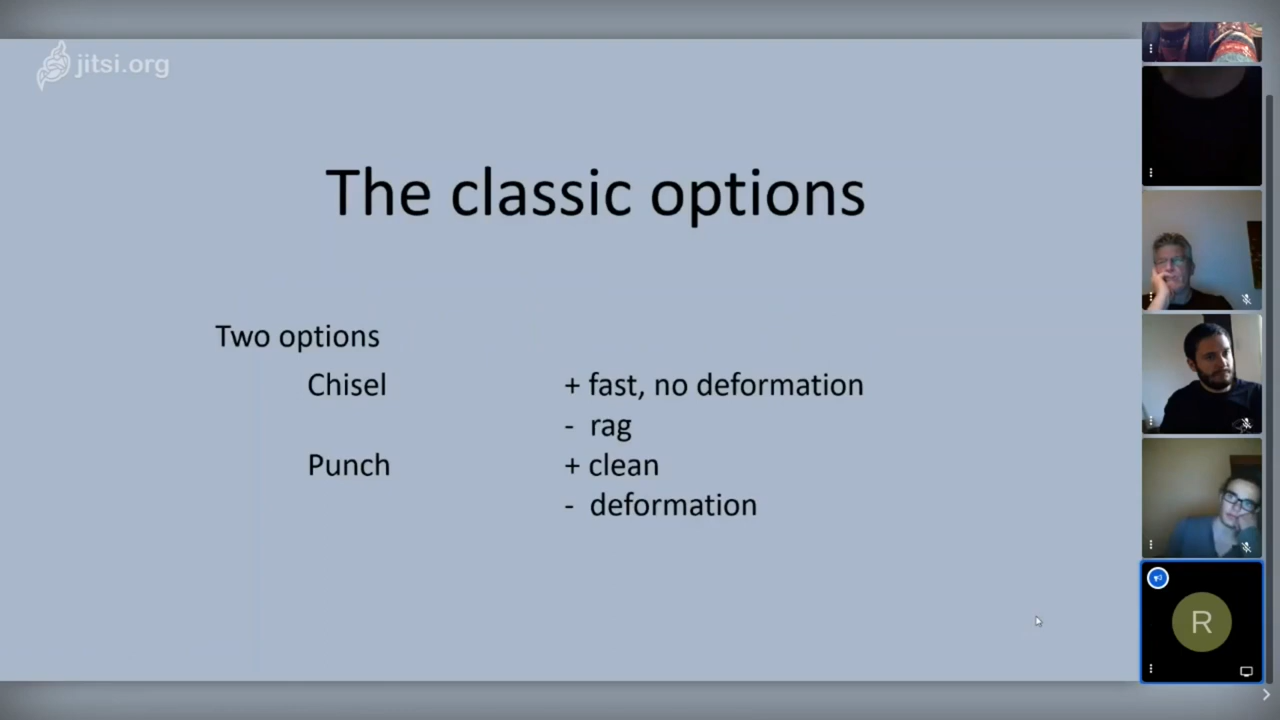 jitsi.org
The classic options
Two options
Chisel + fast, no deformation
- rag
Punch + clean
- deformation
R